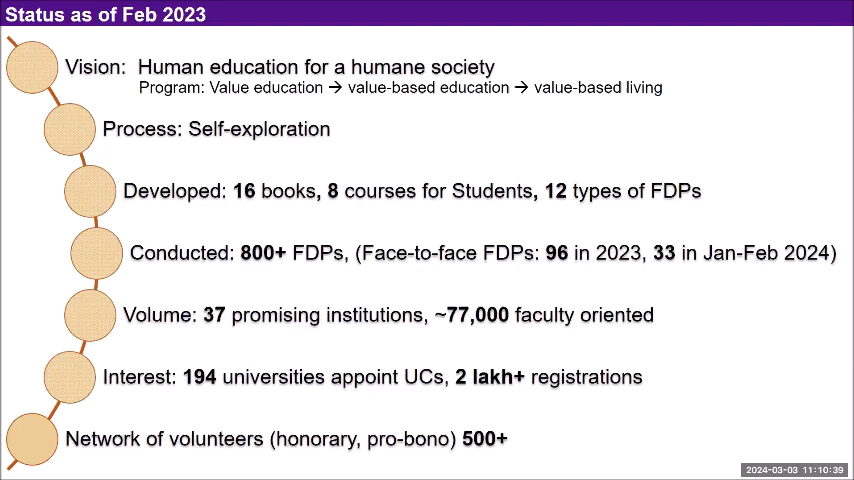 Status as of Feb 2023
Vision: Human education for a humane society
Program: Value education → value-based education → value-based living
Process: Self-exploration
Developed: 16 books, 8 courses for Students, 12 types of FDPs
Conducted: 800+ FDPs, (Face-to-face FDPs: 96 in 2023, 33 in Jan-Feb 2024)
Volume: 37 promising institutions, ~77,000 faculty oriented
Interest: 194 universities appoint UCs, 2 lakh+ registrations
Network of volunteers (honorary, pro-bono) 500+
2024-03-03 11:10:39